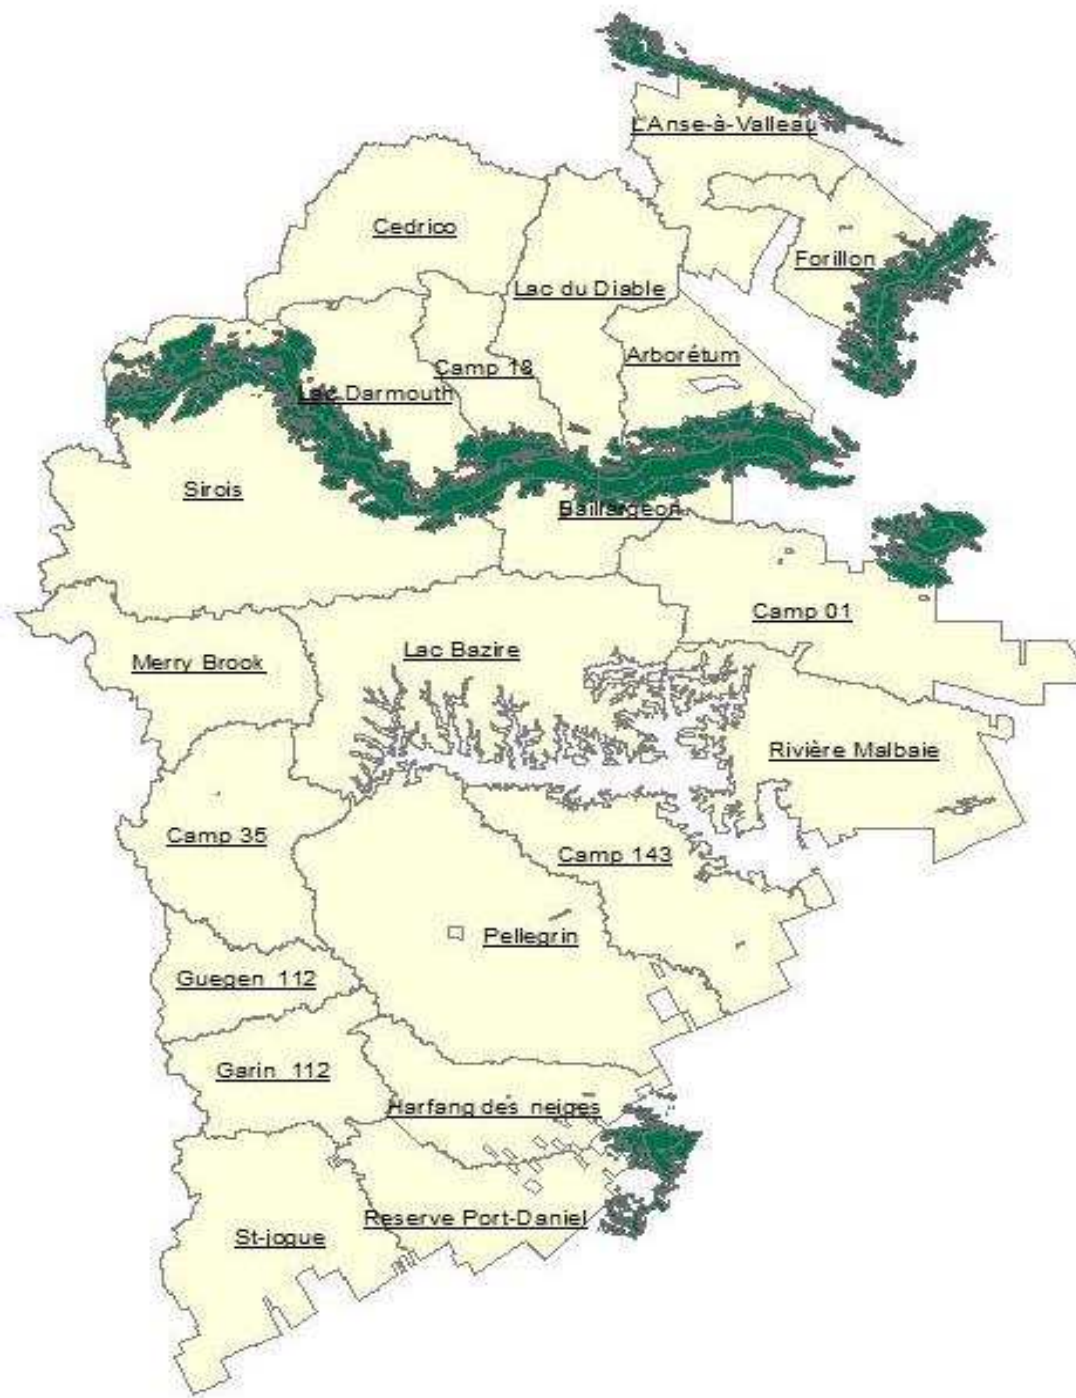 L'Anse-à-Valleau
Cedrico
Forillon
Lac du Diable
Arborétum
Camp 18
Lac Darmouth
Sirois
Baillargeon
Camp 01
Lac Bazire
Merry Brook
Rivière Malbaie
Camp 35
Camp 143
Pellegrin
Guegen 112
Garin 112
Harfang des neiges
Reserve Port-Daniel
St-jogue